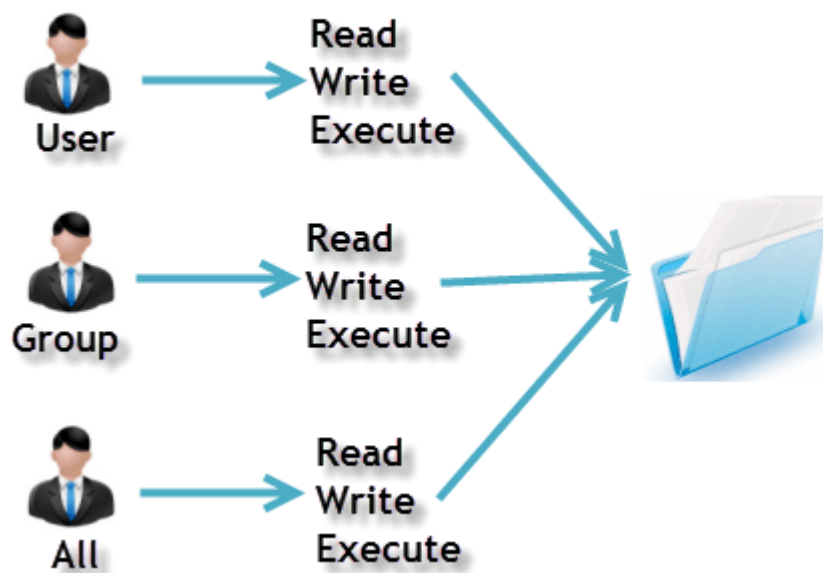 User
Read
Write
Execute
Group
Read
Write
Execute
All
Read
Write
Execute